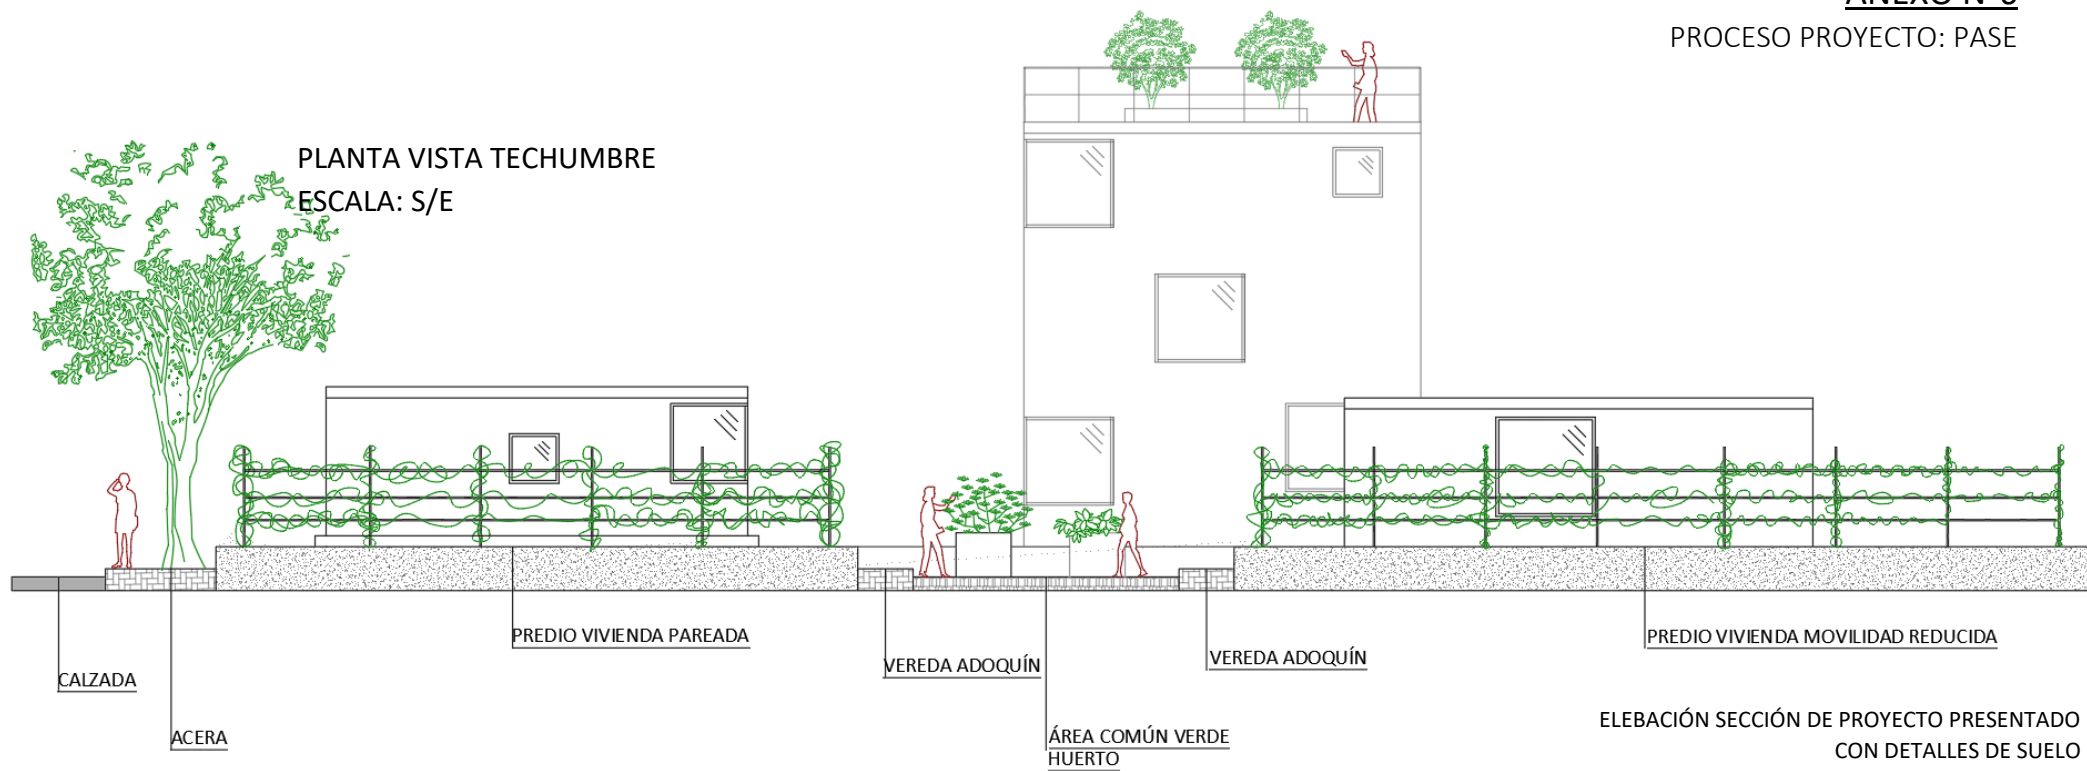 PROCESO PROYECTO: PASE
PLANTA VISTA TECHUMBRE
ESCALA: S/E
PREDIO VIVIENDA PAREADA
PREDIO VIVIENDA MOVILIDAD REDUCIDA
VEREDA ADOQUÍN
VEREDA ADOQUÍN
CALZADA
ACERA
ÁREA COMÚN VERDE
HUERTO
ELEBACIÓN SECCIÓN DE PROYECTO PRESENTADO
CON DETALLES DE SUELO